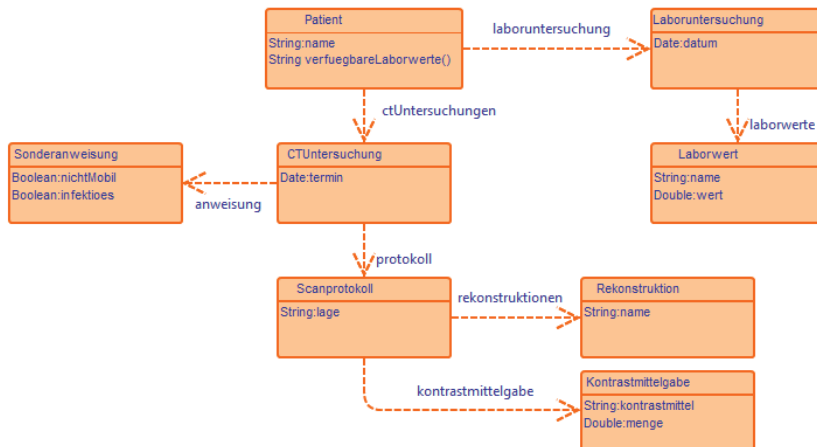 Patient
String:name
String verfuegbareLaborwerte()
laboruntersuchung
Laboruntersuchung
Date:datum
ctUntersuchungen
laborwerte
Sonderanweisung
Boolean:nichtMobil
Boolean:infektioes
anweisung
CTUntersuchung
Date:termin
Laborwert
String:name
Double:wert
protokoll
Scanprotokoll
String:lage
rekonstruktionen
Rekonstruktion
String:name
kontrastmittelgabe
Kontrastmittelgabe
String:kontrastmittel
Double:menge